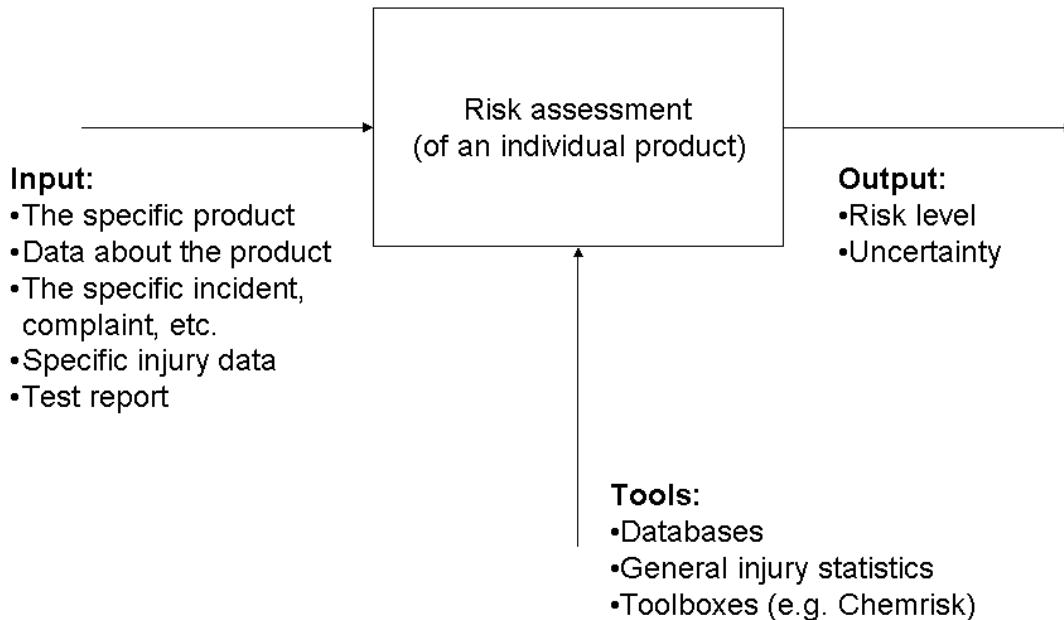 Risk assessment
(of an individual product)
Input:
•The specific product
•Data about the product
•The specific incident,
complaint, etc.
•Specific injury data
•Test report
Output:
•Risk level
•Uncertainty
Tools:
•Databases
•General injury statistics
•Toolboxes (e.g. Chemrisk)